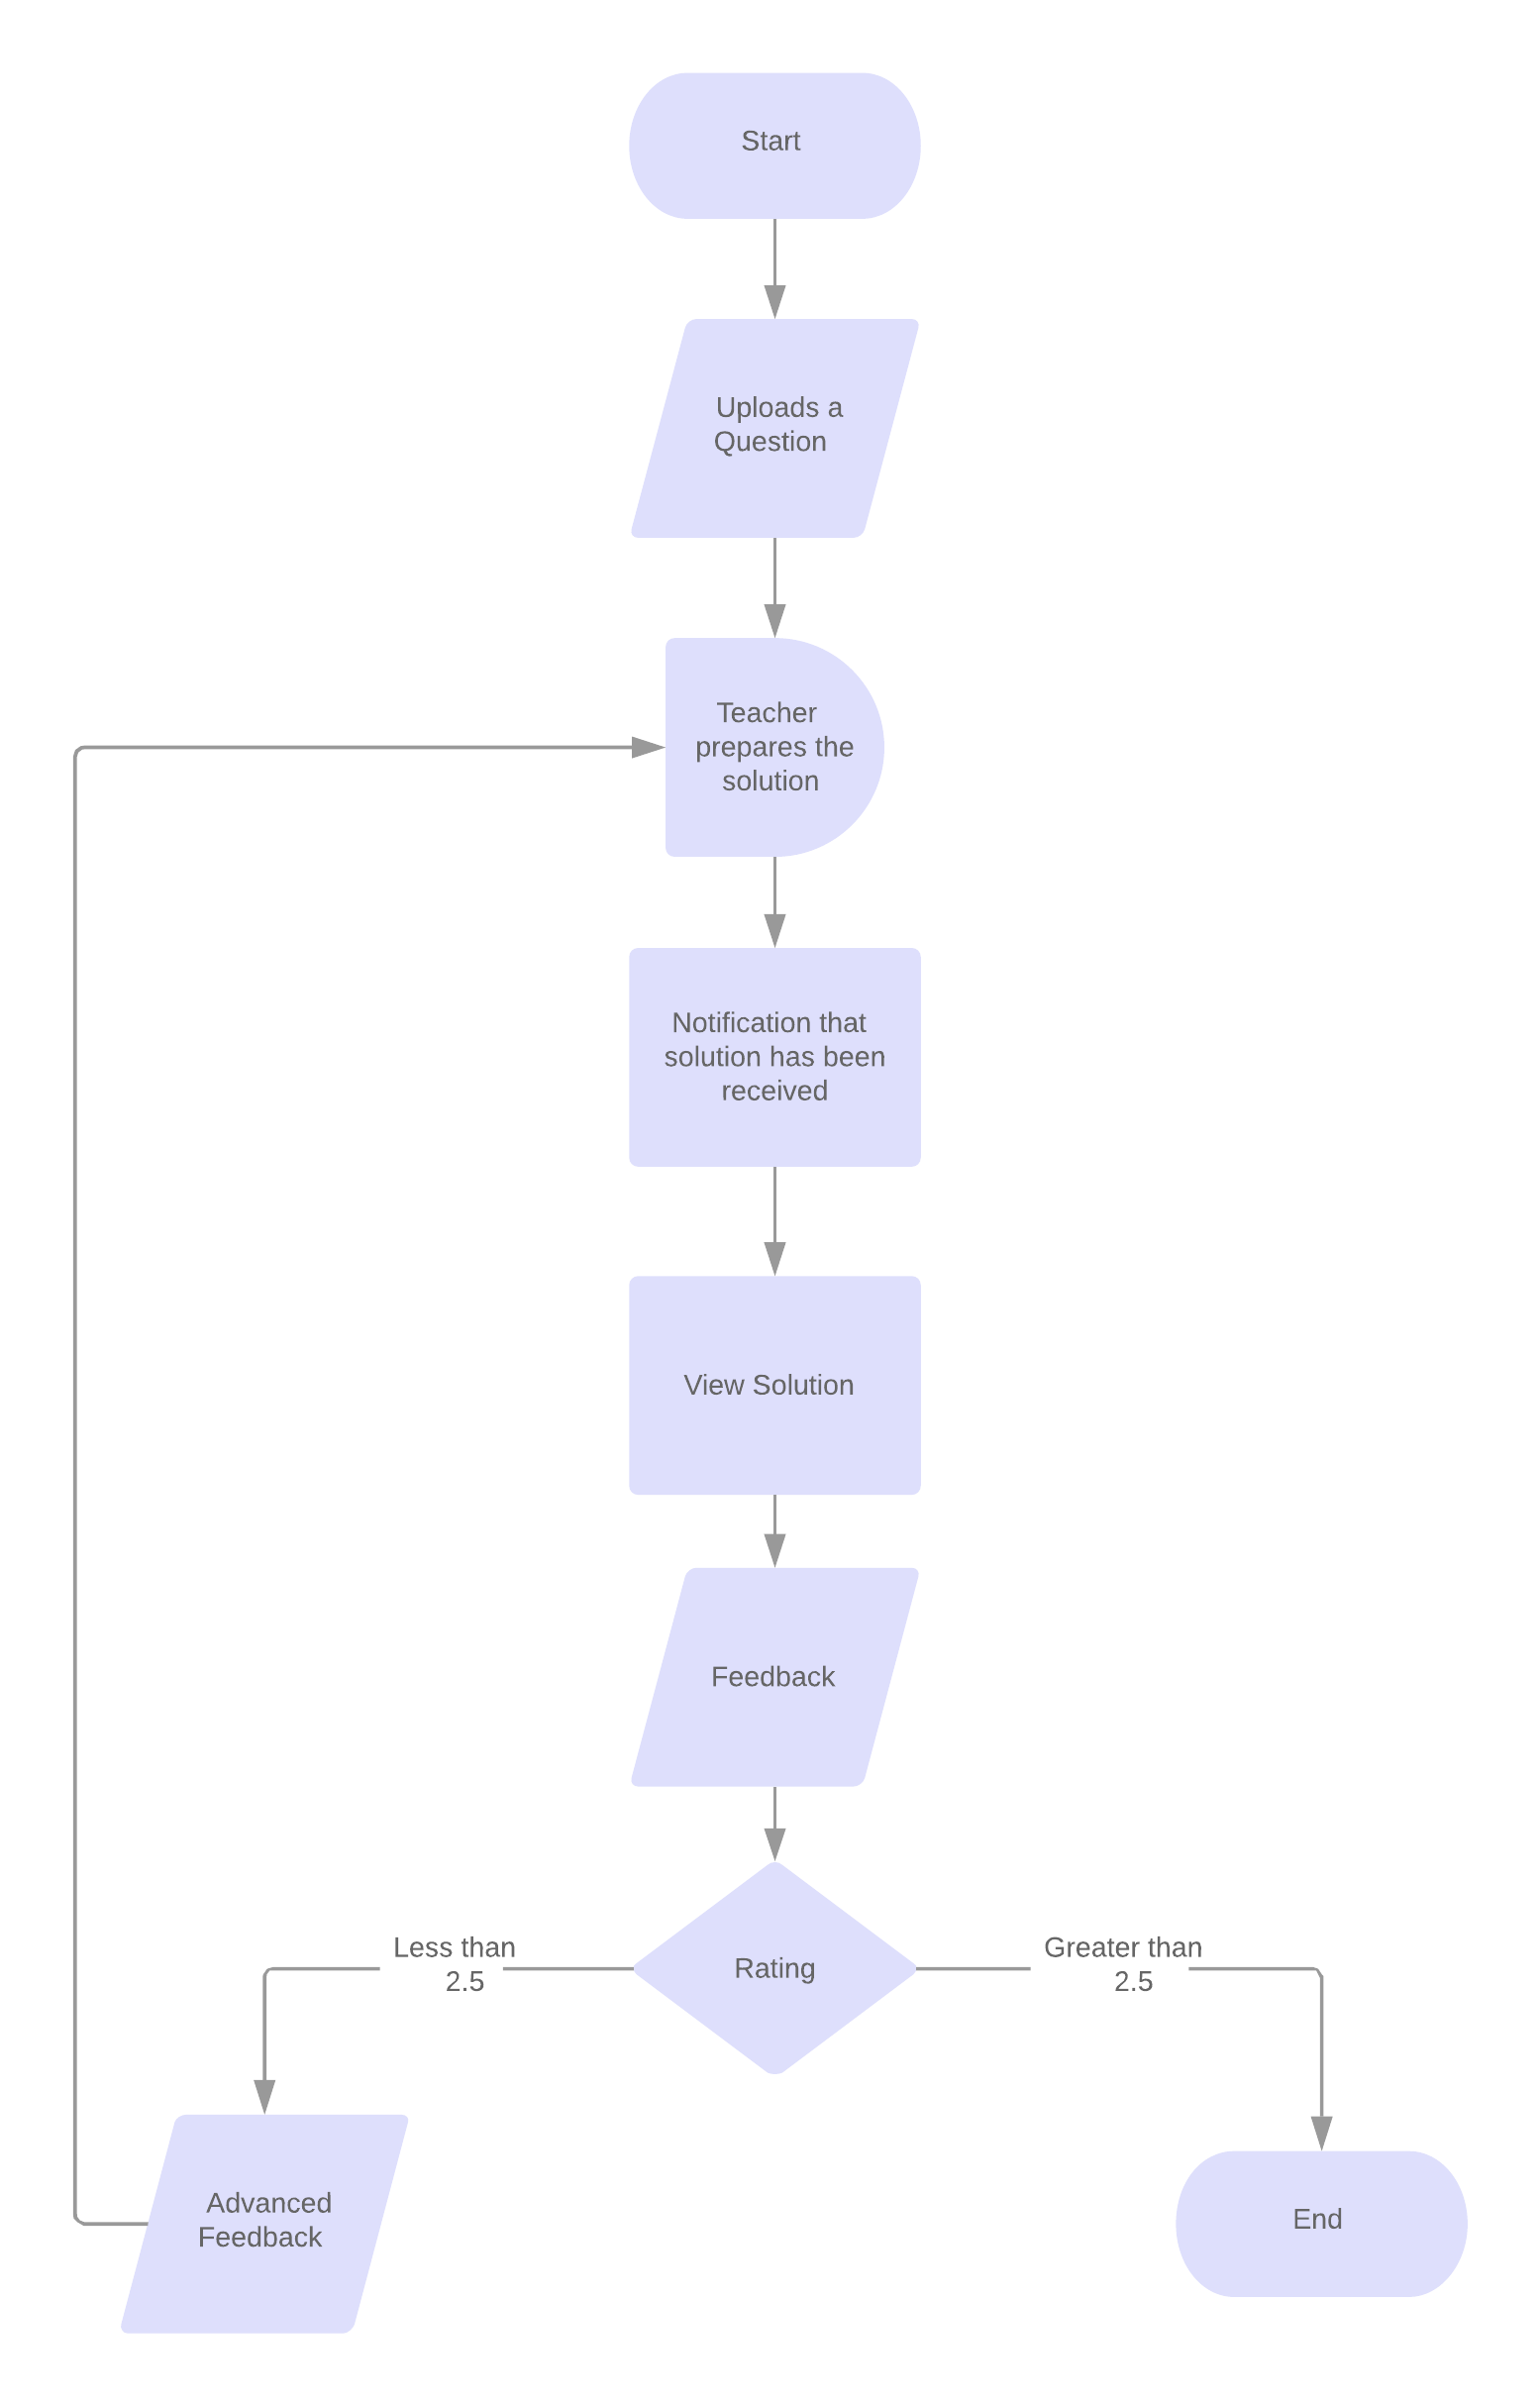 Start
Uploads a
Question
Teacher
prepares the
solution
Notification that
solution has been
received
View Solution
Feedback
Rating
Less than
2.5
Greater than
2.5
Advanced
Feedback
End